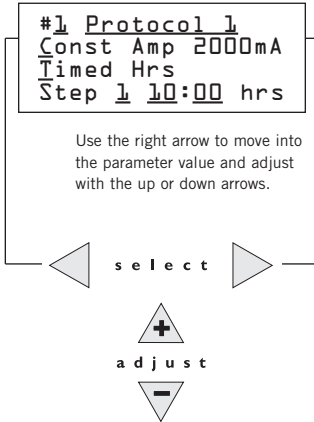 #1 Protocol 1
Const Amp 2000mA
Timed Hrs
Step 1 10:00 hrs
Use the right arrow to move into
the parameter value and adjust
with the up or down arrows.
select
+
adjust
−